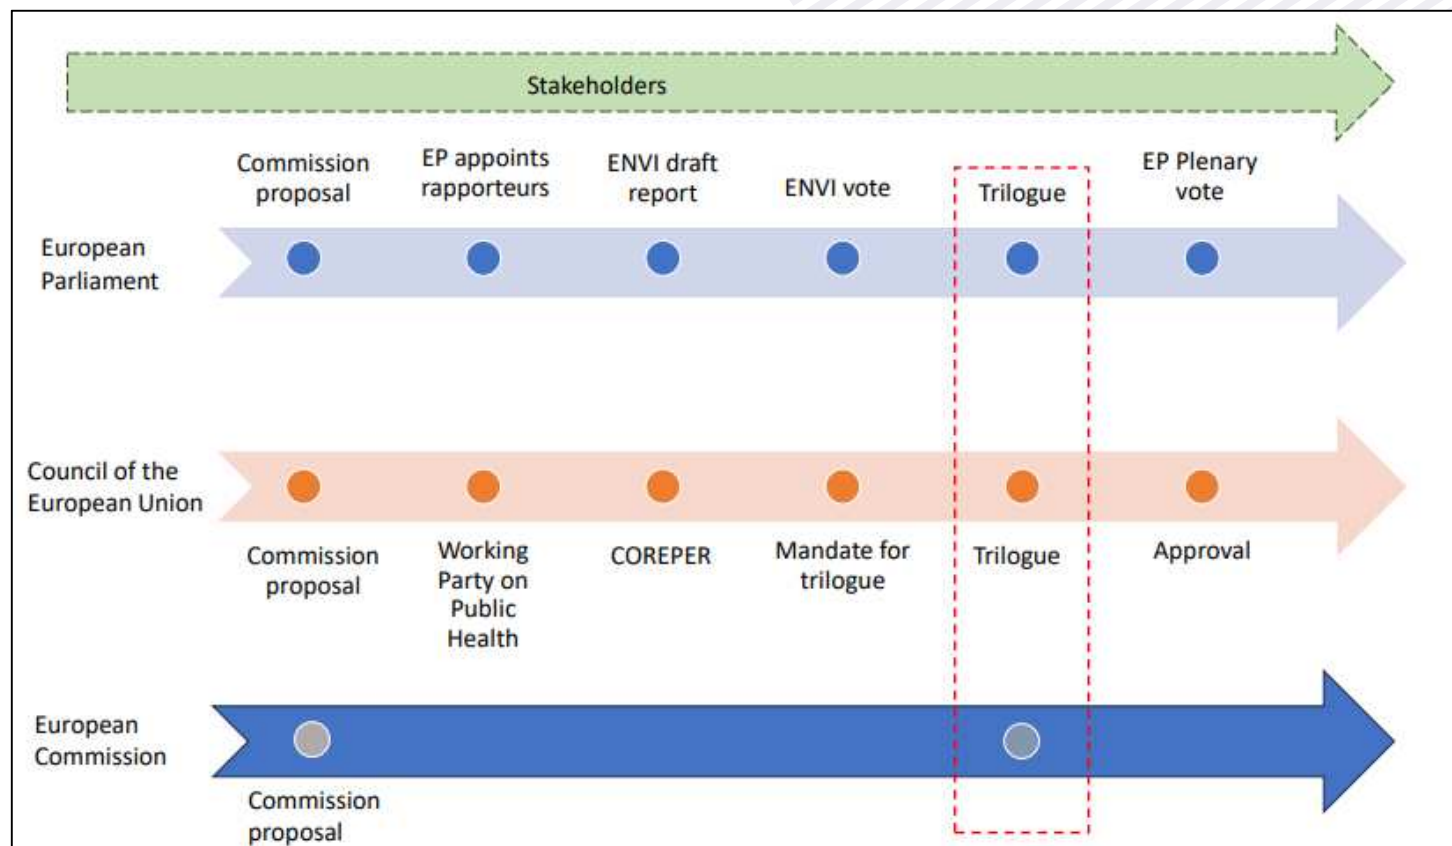 Stakeholders
Commission
proposal
EP appoints
rapporteurs
ENVI draft
report
ENVI vote
Trilogue
EP Plenary
vote
European
Parliament
Council of the
European Union
Commission
proposal
Working
Party on
Public
Health
COREPER
Mandate for
trilogue
Trilogue
Approval
European
Commission
Commission
proposal